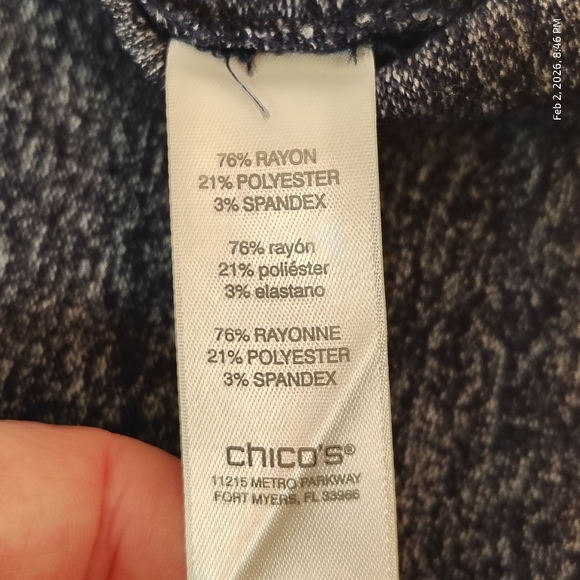 76% RAYON
21% POLYESTER
3% SPANDEX
76% rayón
21% poliéster
3% elastano
76% RAYONNE
21% POLYESTER
3% SPANDEX
chico's®
11215 METRO PARKWAY
FORT MYERS, FL 33966
Feb 2, 2026, 8:46 PM